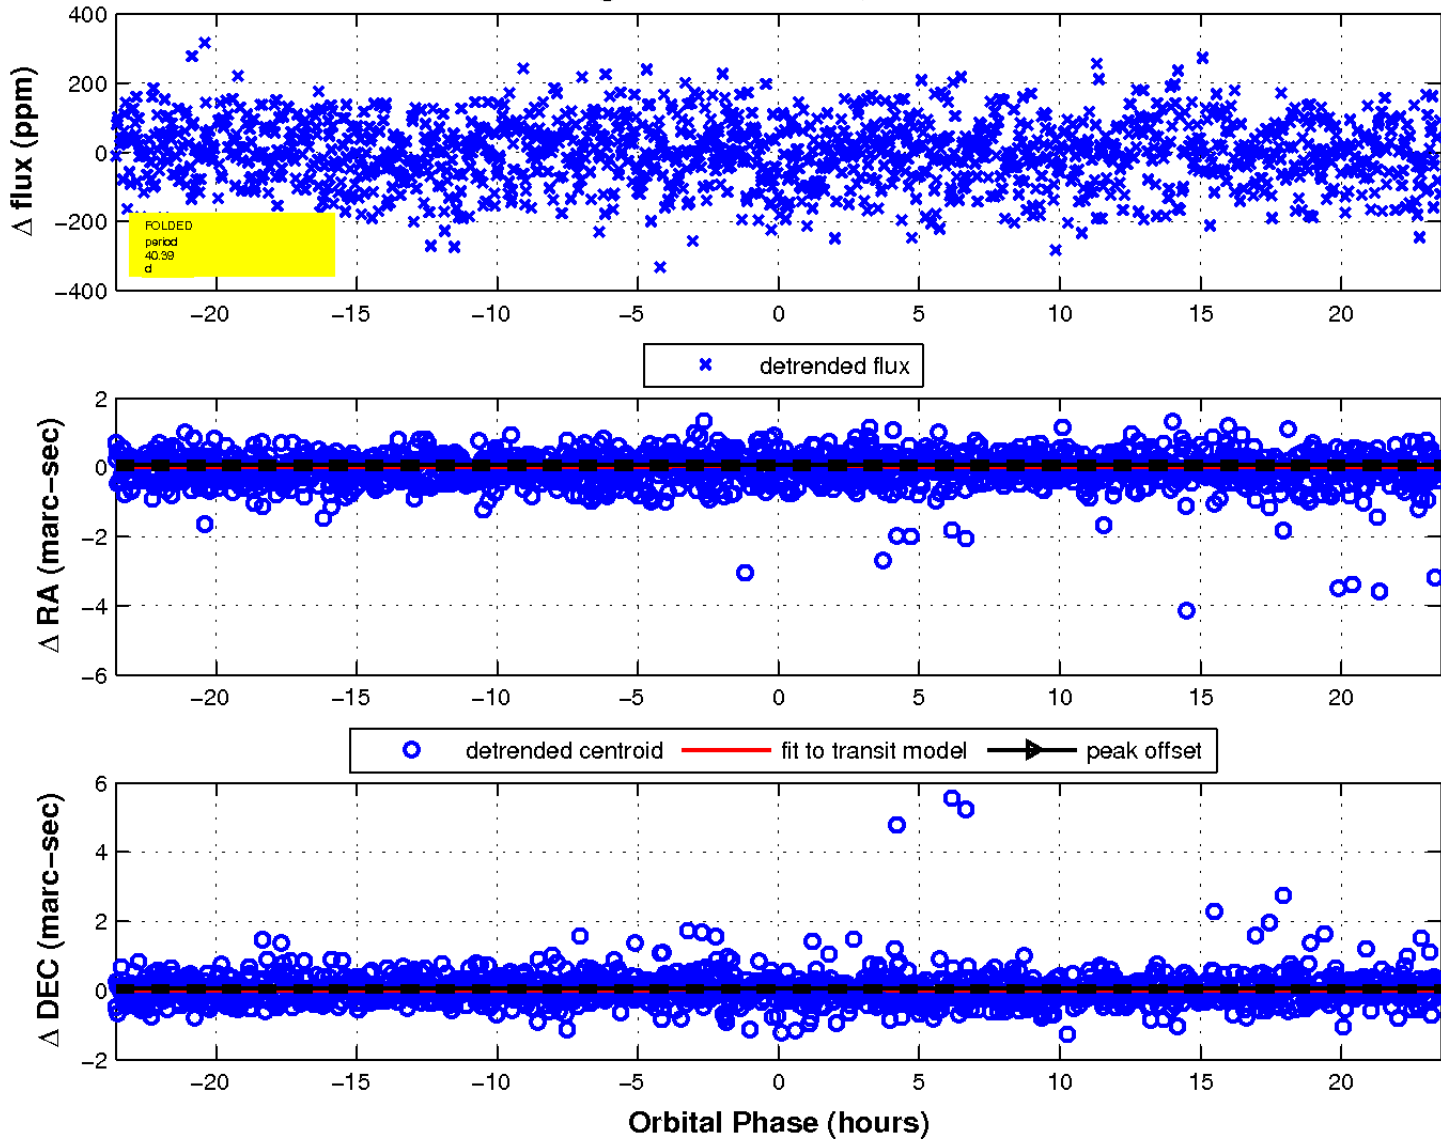 400
200
0
−200
−400
Δ flux (ppm)
FOLDED
period
40.39
d
−20 −15 −10 −5 0 5 10 15 20
detrended flux
2
0
−2
−4
−6
Δ RA (marc−sec)
−20 −15 −10 −5 0 5 10 15 20
detrended centroid fit to transit model peak offset
6
4
2
0
−2
Δ DEC (marc−sec)
−20 −15 −10 −5 0 5 10 15 20
Orbital Phase (hours)